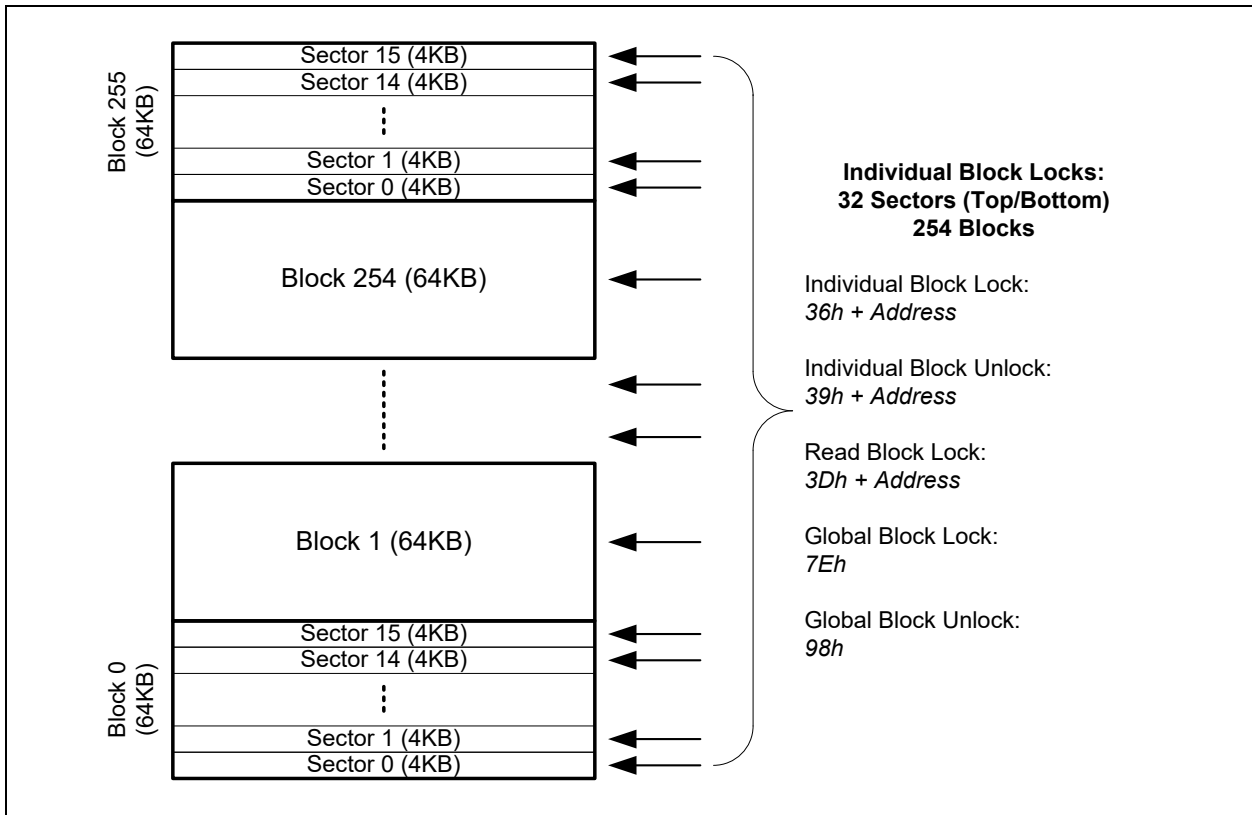 Block 255
(64KB)
Sector 15 (4KB)
Sector 14 (4KB)
Sector 1 (4KB)
Sector 0 (4KB)
Block 254 (64KB)
Block 1 (64KB)
Block 0
(64KB)
Sector 15 (4KB)
Sector 14 (4KB)
Sector 1 (4KB)
Sector 0 (4KB)
Individual Block Locks:
32 Sectors (Top/Bottom)
254 Blocks
Individual Block Lock:
36h + Address
Individual Block Unlock:
39h + Address
Read Block Lock:
3Dh + Address
Global Block Lock:
7Eh
Global Block Unlock:
98h